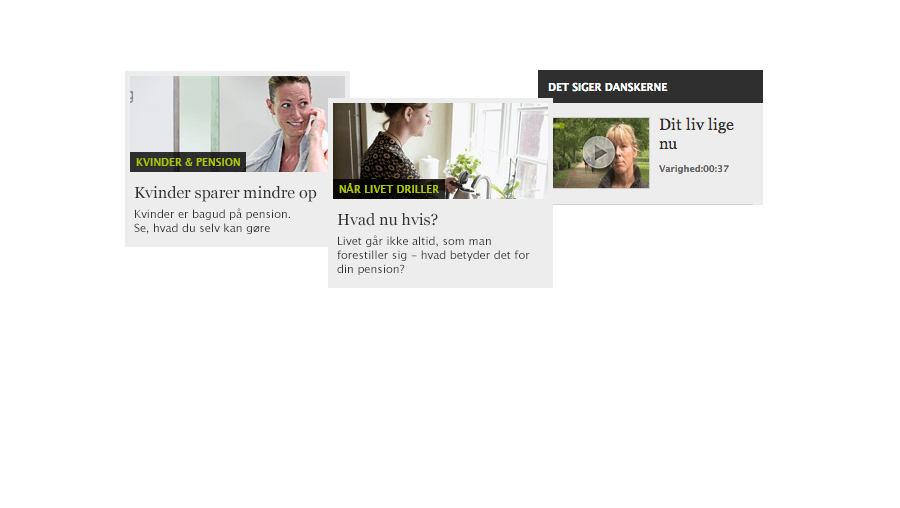 KVINDER & PENSION
Kvinder sparer mindre op
Kvinder er bagud på pension.
Se, hvad du selv kan gøre
NÅR LIVET DRILLER
Hvad nu hvis?
Livet går ikke altid, som man
forestiller sig – hvad betyder det for
din pension?
DET SIGER DANSKERNE
Dit liv lige
nu
Varighed:00:37